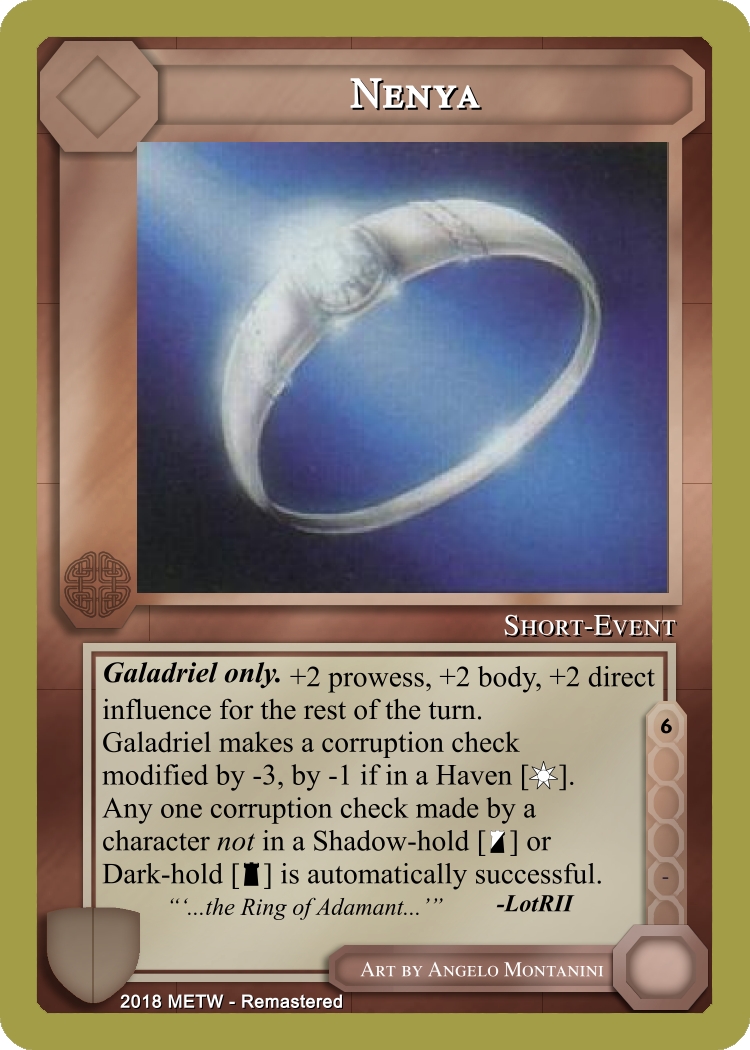 Nenya
Short-Event
Galadriel only. +2 prowess, +2 body, +2 direct
influence for the rest of the turn.
Galadriel makes a corruption check
modified by -3, by -1 if in a Haven [ ].
Any one corruption check made by a
character not in a Shadow-hold [ ] or
Dark-hold [ ] is automatically successful.
“‘...the Ring of Adamant...’” -LotRII
6
-
Art by Angelo Montanini
2018 METW - Remastered